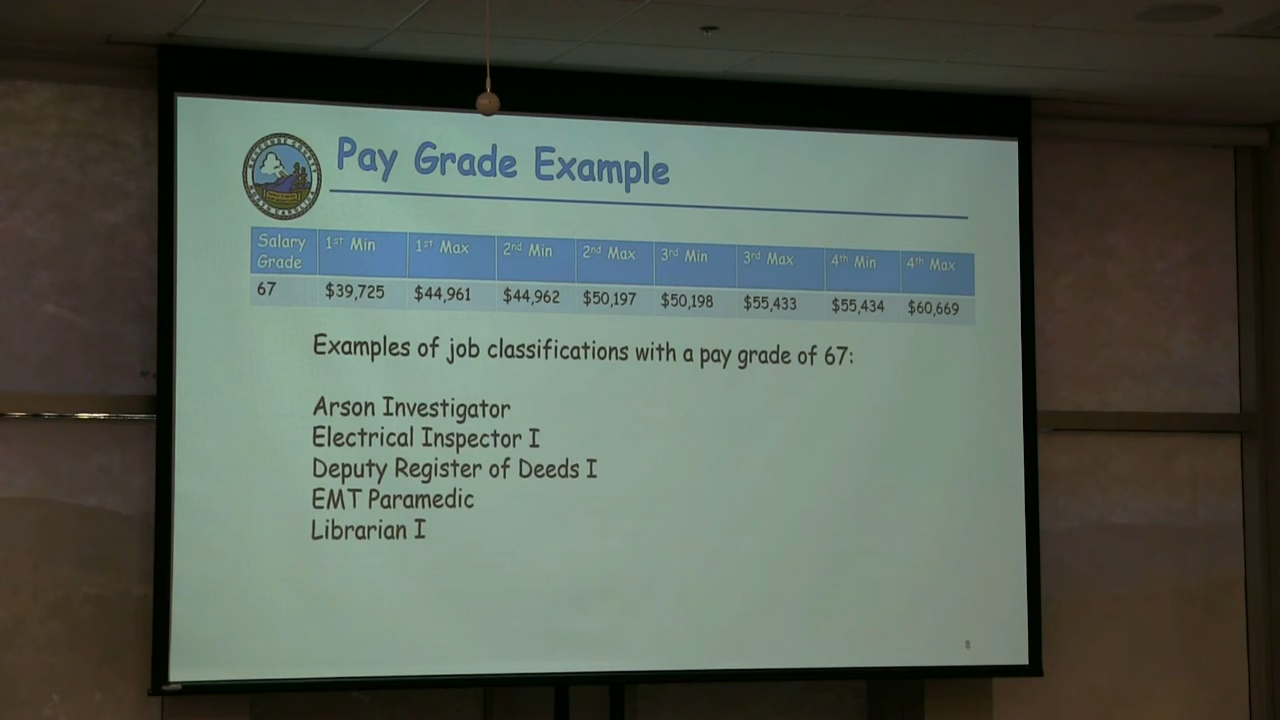 Pay Grade Example
Salary Grade 1st Min 1st Max 2nd Min 2nd Max 3rd Min 3rd Max 4th Min 4th Max
67 $39,725 $44,961 $44,962 $50,197 $50,198 $55,433 $55,434 $60,669
Examples of job classifications with a pay grade of 67:
Arson Investigator
Electrical Inspector I
Deputy Register of Deeds I
EMT Paramedic
Librarian I
8